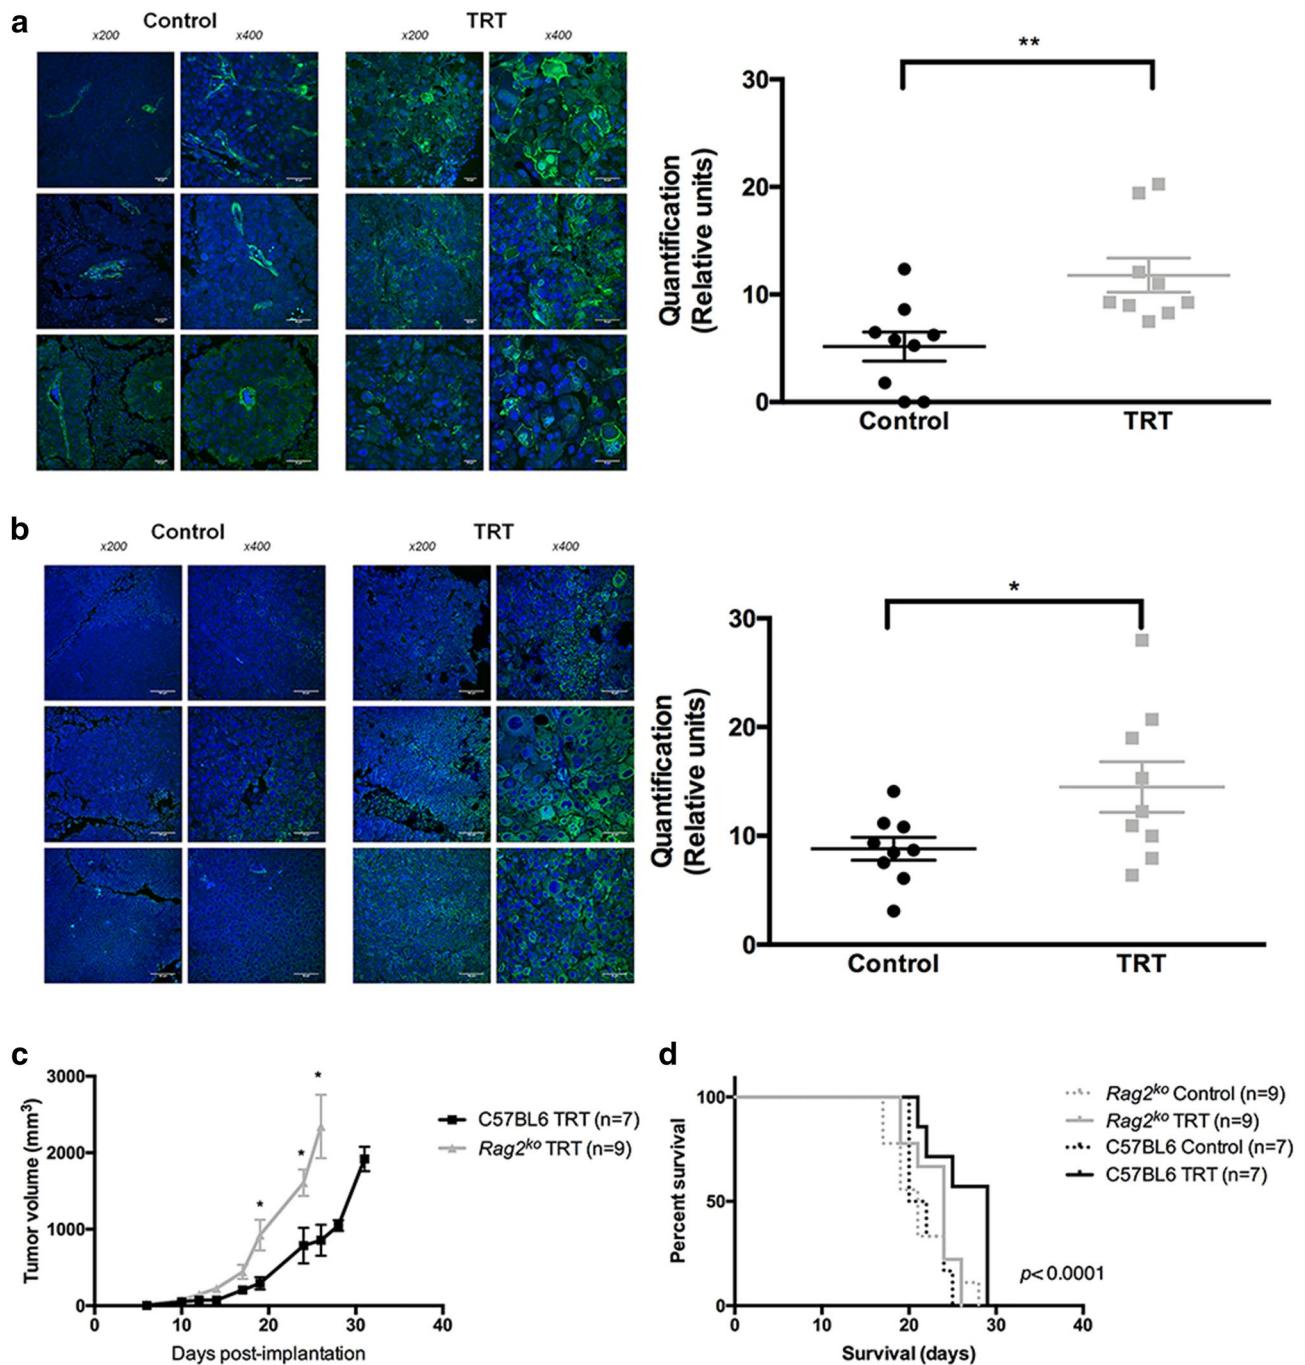 a
Control
TRT
x200
x400
x200
x400
**
30
20
10
0
Quantification
(Relative units)
Control
TRT
b
Control
TRT
x200
x400
x200
x400
*
30
20
10
0
Quantification
(Relative units)
Control
TRT
c
3000
2000
1000
0
Tumor volume (mm³)
*
*
*
C57BL6 TRT (n=7)
Rag2ᵏᵒ TRT (n=9)
0
10
20
30
40
Days post-implantation
d
100
50
0
Percent survival
Rag2ᵏᵒ Control (n=9)
Rag2ᵏᵒ TRT (n=9)
C57BL6 Control (n=7)
C57BL6 TRT (n=7)
p< 0.0001
0
10
20
30
40
Survival (days)